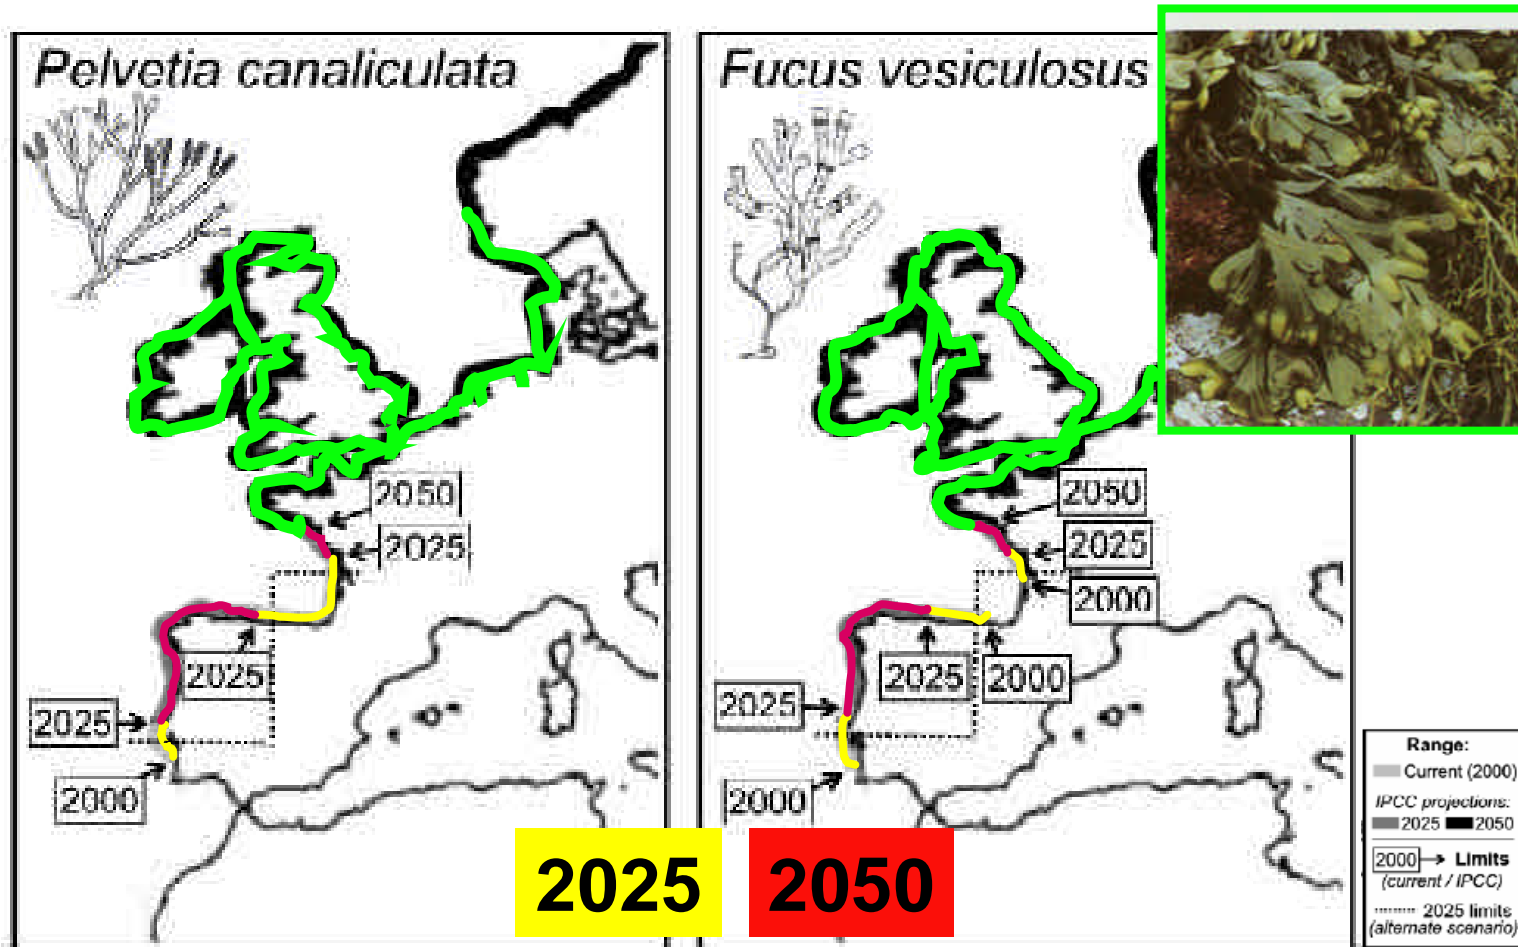 Pelvetia canaliculata
2050
2025
2025
2025
2000
Fucus vesiculosus
2050
2025
2000
2025
2000
2025
2000
2025
2050
Range:
Current (2000)
IPCC projections:
2025 2050
2000 Limits
(current / IPCC)
2025 limits
(alternate scenario)